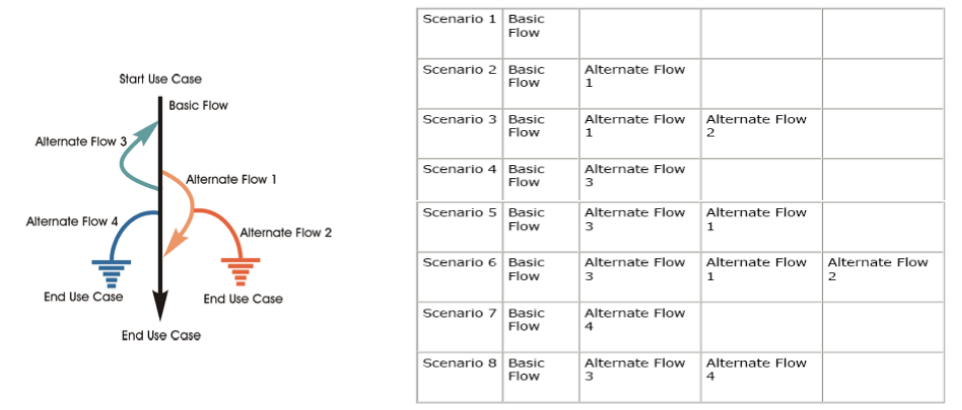 Start Use Case
Basic Flow
Alternate Flow 3
Alternate Flow 1
Alternate Flow 4
Alternate Flow 2
End Use Case
End Use Case
End Use Case
Scenario 1 Basic
Flow
Scenario 2 Basic Alternate Flow
Flow 1
Scenario 3 Basic Alternate Flow Alternate Flow
Flow 1 2
Scenario 4 Basic Alternate Flow
Flow 3
Scenario 5 Basic Alternate Flow Alternate Flow
Flow 3 1
Scenario 6 Basic Alternate Flow Alternate Flow Alternate Flow
Flow 3 1 2
Scenario 7 Basic Alternate Flow
Flow 4
Scenario 8 Basic Alternate Flow Alternate Flow
Flow 3 4